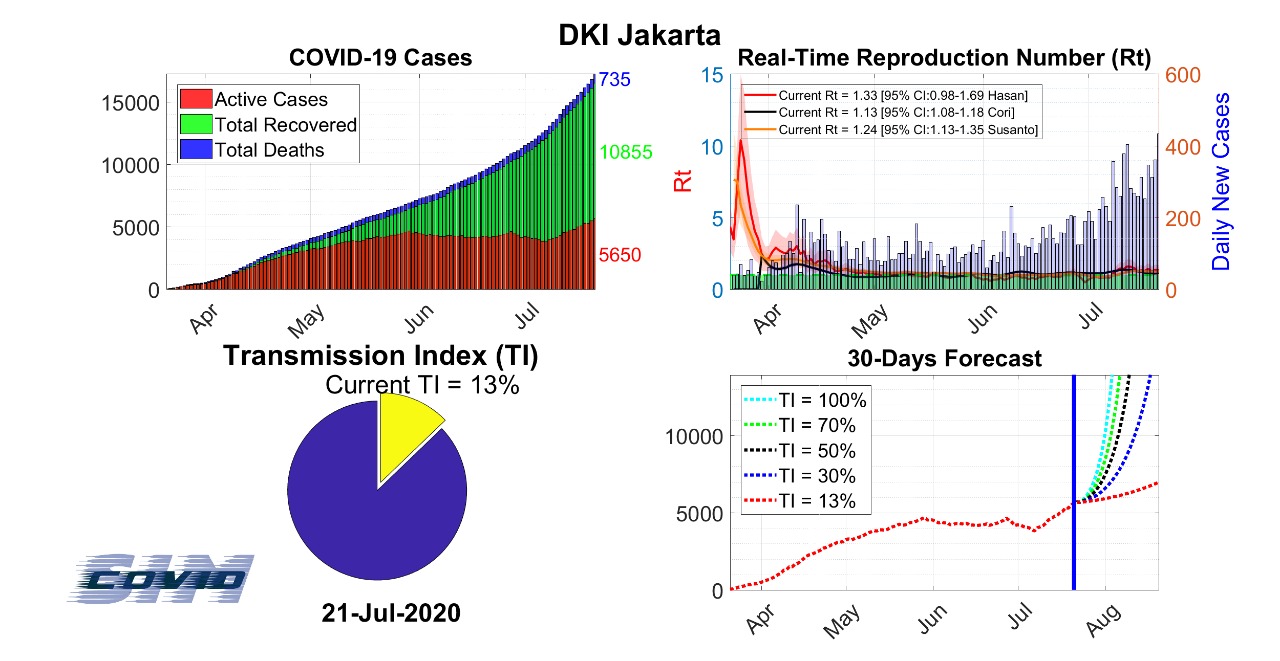 DKI Jakarta
COVID-19 Cases
15000
10000
5000
0
Active Cases
Total Recovered
Total Deaths
735
10855
5650
Apr
May
Jun
Jul
Real-Time Reproduction Number (Rt)
15
10
5
0
Rt
Current Rt = 1.33 [95% CI:0.98-1.69 Hasan]
Current Rt = 1.13 [95% CI:1.08-1.18 Cori]
Current Rt = 1.24 [95% CI:1.13-1.35 Susanto]
600
400
200
0
Daily New Cases
Apr
May
Jun
Jul
Transmission Index (TI)
Current TI = 13%
21-Jul-2020
SIM
COVID
30-Days Forecast
10000
5000
0
TI = 100%
TI = 70%
TI = 50%
TI = 30%
TI = 13%
Apr
May
Jun
Jul
Aug